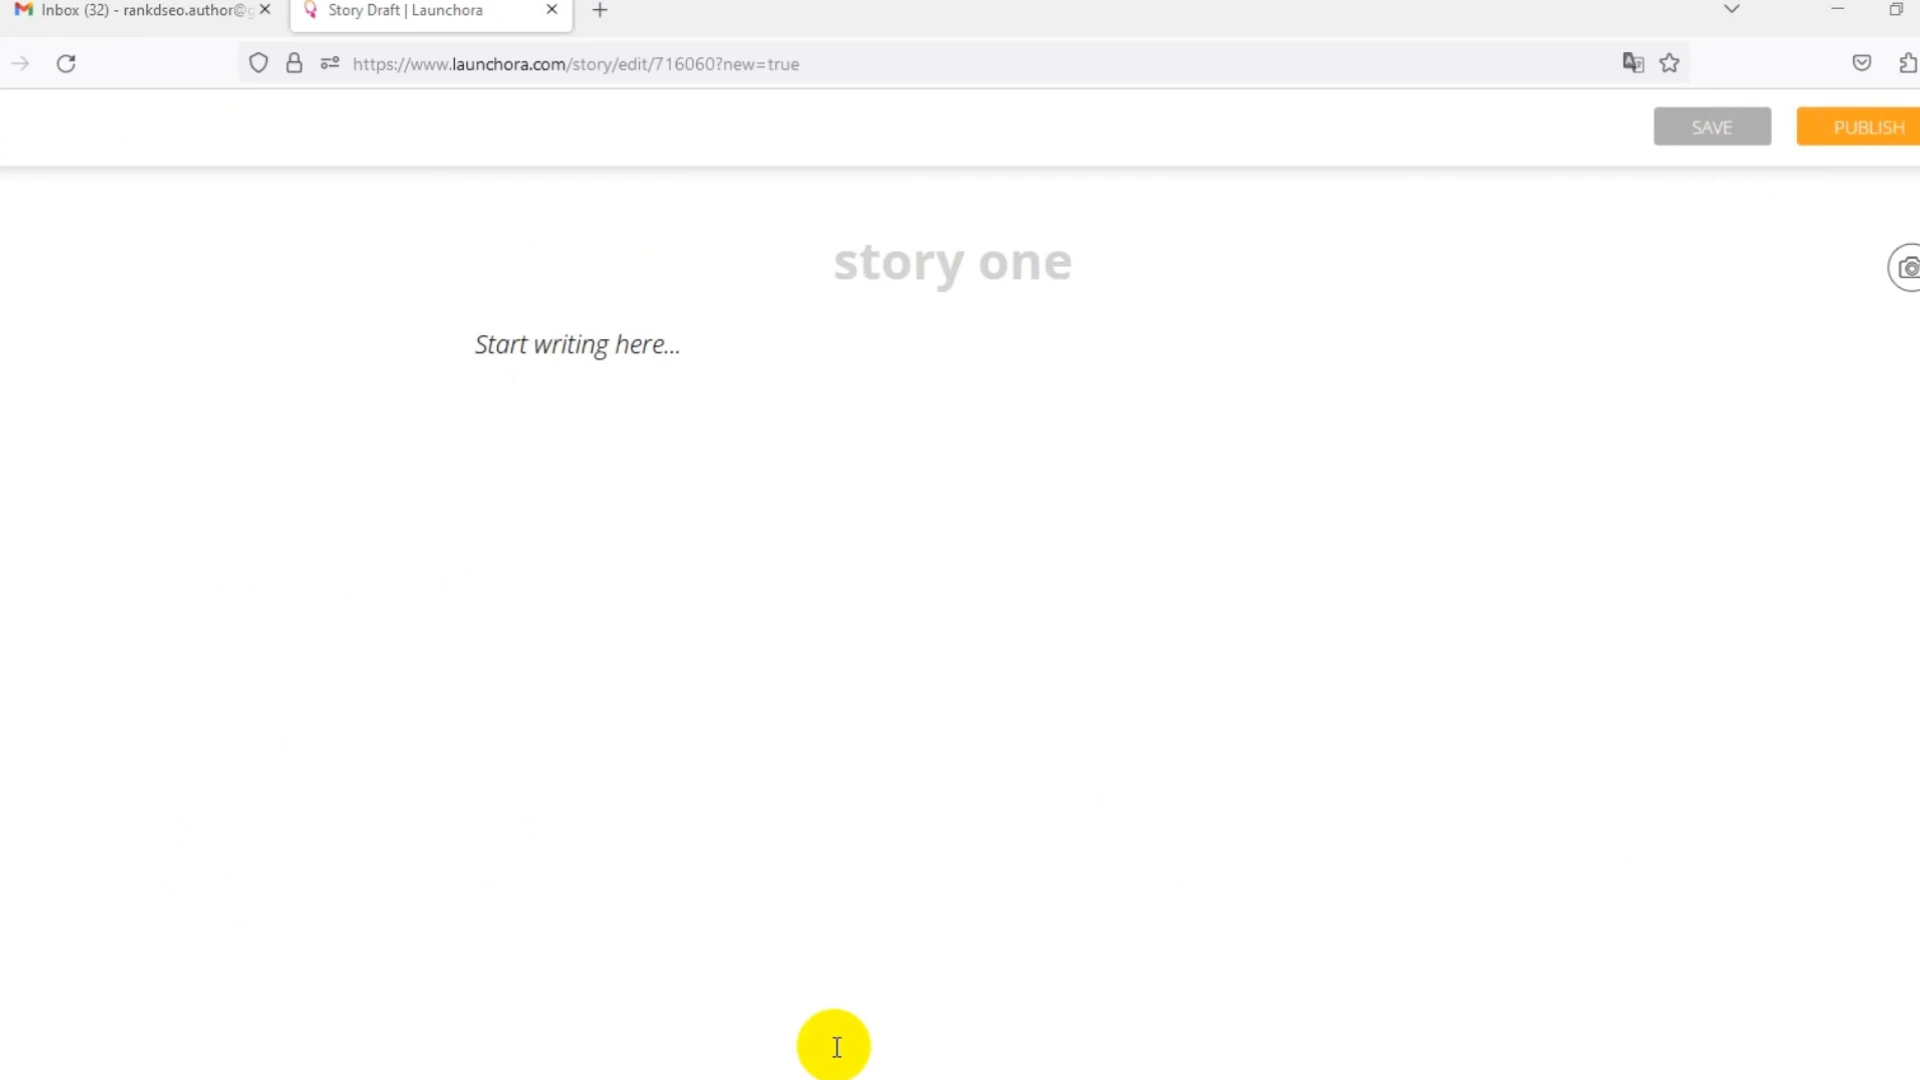 Inbox (32) - rankdseo.author@g
Story Draft | Launchora
https://www.launchora.com/story/edit/716060?new=true
SAVE
PUBLISH
story one
Start writing here...